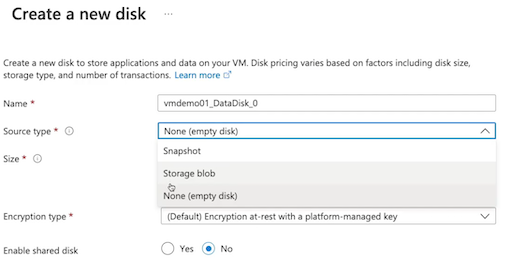 Create a new disk ...
Create a new disk to store applications and data on your VM. Disk pricing varies based on factors including disk size,
storage type, and number of transactions. Learn more
Name *
vmdemo01_DataDisk_0
Source type *
None (empty disk)
Snapshot
Size *
Storage blob
None (empty disk)
Encryption type *
(Default) Encryption at-rest with a platform-managed key
Enable shared disk
Yes
No